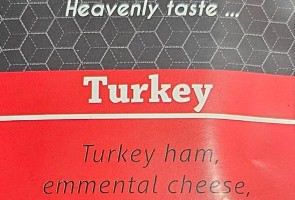 Heavenly taste ...
Turkey
Turkey ham,
emmental cheese,